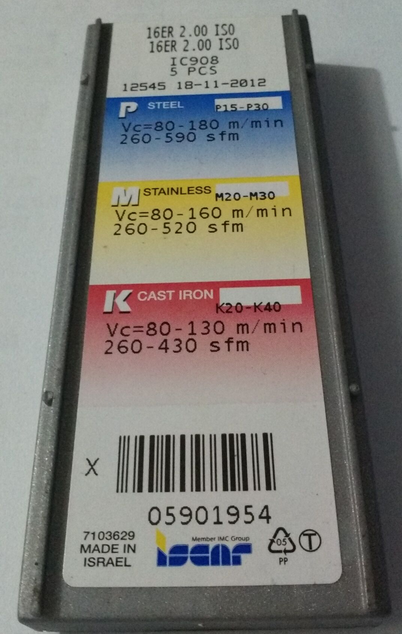 16ER 2.00 ISO
16ER 2.00 ISO
IC908
5 PCS
12545 18-11-2012
P STEEL P15-P30
Vc=80-180 m/min
260-590 sfm
M STAINLESS M20-M30
Vc=80-160 m/min
260-520 sfm
K CAST IRON K20-K40
Vc=80-130 m/min
260-430 sfm
X
05901954
7103629
MADE IN
ISRAEL
Member IMC Group
iscar
05
PP
T